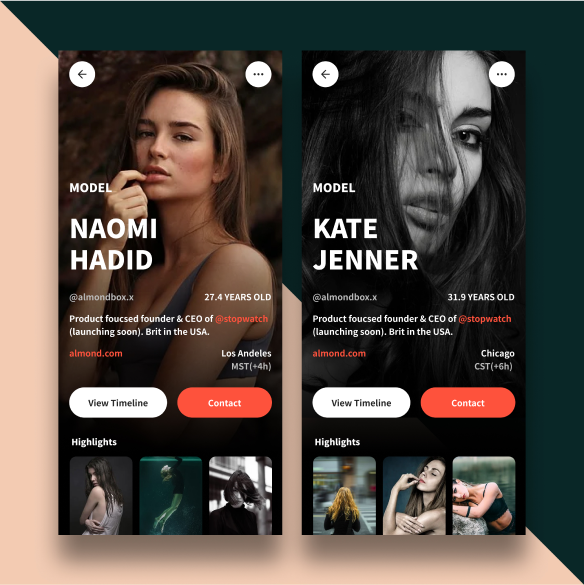 MODEL
NAOMI
HADID
@almondbox.x 27.4 YEARS OLD
Product foucsed founder & CEO of @stopwatch
(launching soon). Brit in the USA.
almond.com Los Andeles
MST(+4h)
View Timeline Contact
Highlights
MODEL
KATE
JENNER
@almondbox.x 31.9 YEARS OLD
Product foucsed founder & CEO of @stopwatch
(launching soon). Brit in the USA.
almond.com Chicago
CST(+6h)
View Timeline Contact
Highlights